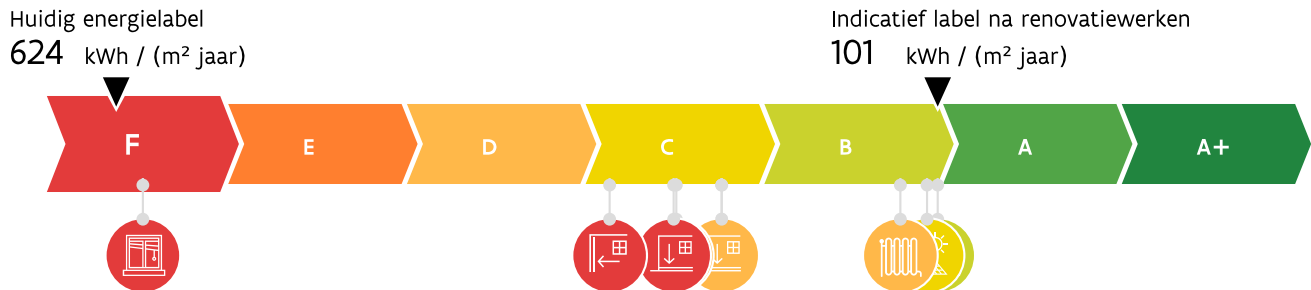 Huidig energielabel
624 kWh / (m² jaar)
Indicatief label na renovatiewerken
101 kWh / (m² jaar)
F E D C B A A+